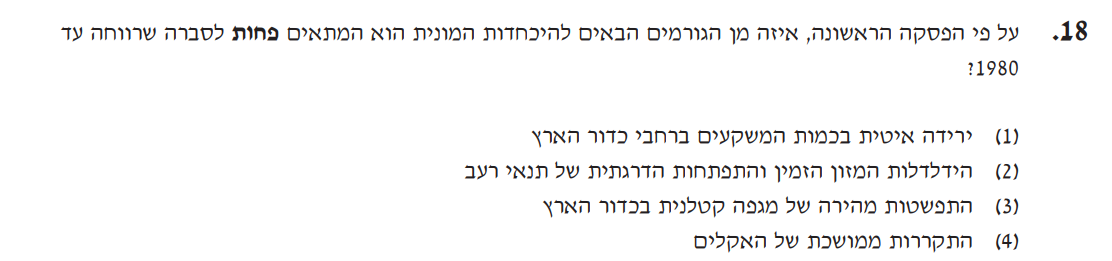 18. על פי הפסקה הראשונה, איזה מן הגורמים הבאים להיכחדות המונית הוא המתאים פחות לסברה שרווחה עד
1980?
(1) ירידה איטית בכמות המשקעים ברחבי כדור הארץ
(2) הידלדלות המזון הזמין והתפתחות הדרגתית של תנאי רעב
(3) התפשטות מהירה של מגפה קטלנית בכדור הארץ
(4) התקררות ממושכת של האקלים